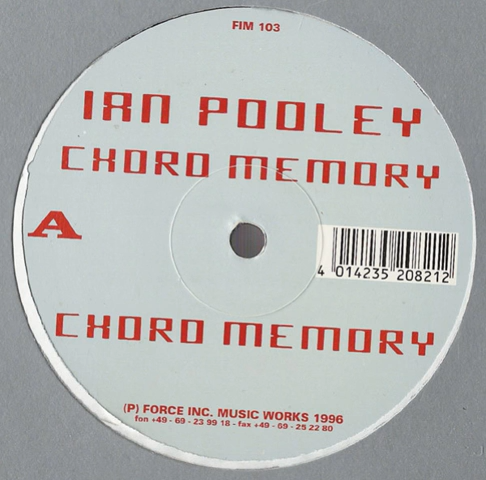 FIM 103
IAN POOLEY
CHORD MEMORY
A
4 014235 208212
CHORD MEMORY
(P) FORCE INC. MUSIC WORKS 1996
fon +49 - 69 - 23 99 18 - fax +49 - 69 - 25 22 80